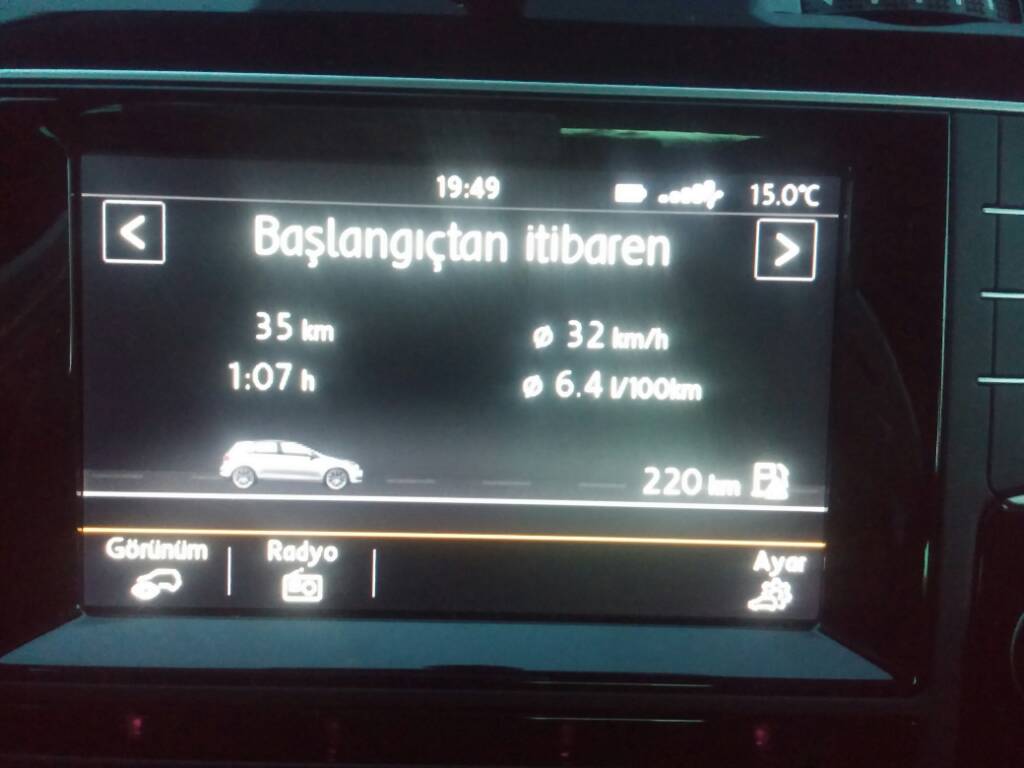 19:49 15.0°C
< Başlangıçtan itibaren >
35 km ø 32 km/h
1:07 h ø 6.4 l/100km
220 km
Görünüm Radyo Ayar